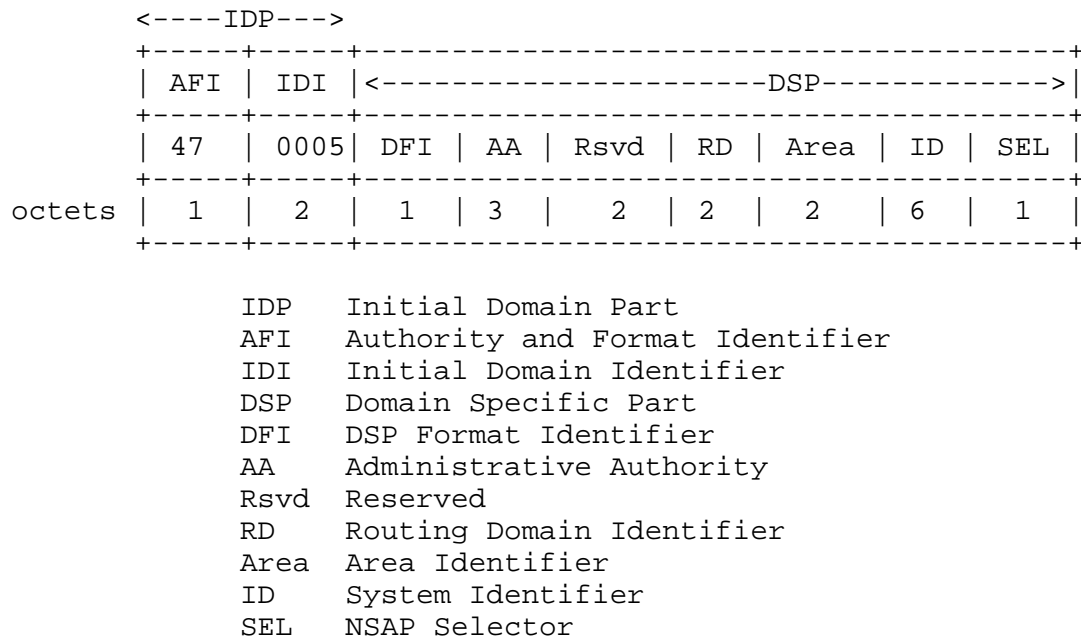 <----IDP--->
+-----+-----+----------------------------------------+
| AFI | IDI |<----------------------DSP------------->|
+-----+-----+----------------------------------------+
| 47 | 0005| DFI | AA | Rsvd | RD | Area | ID | SEL |
+-----+-----+----------------------------------------+
octets | 1 | 2 | 1 |3 | 2 | 2 | 2 |6 | 1 |
+-----+-----+----------------------------------------+
IDP Initial Domain Part
AFI Authority and Format Identifier
IDI Initial Domain Identifier
DSP Domain Specific Part
DFI DSP Format Identifier
AA Administrative Authority
Rsvd Reserved
RD Routing Domain Identifier
Area Area Identifier
ID System Identifier
SEL NSAP Selector